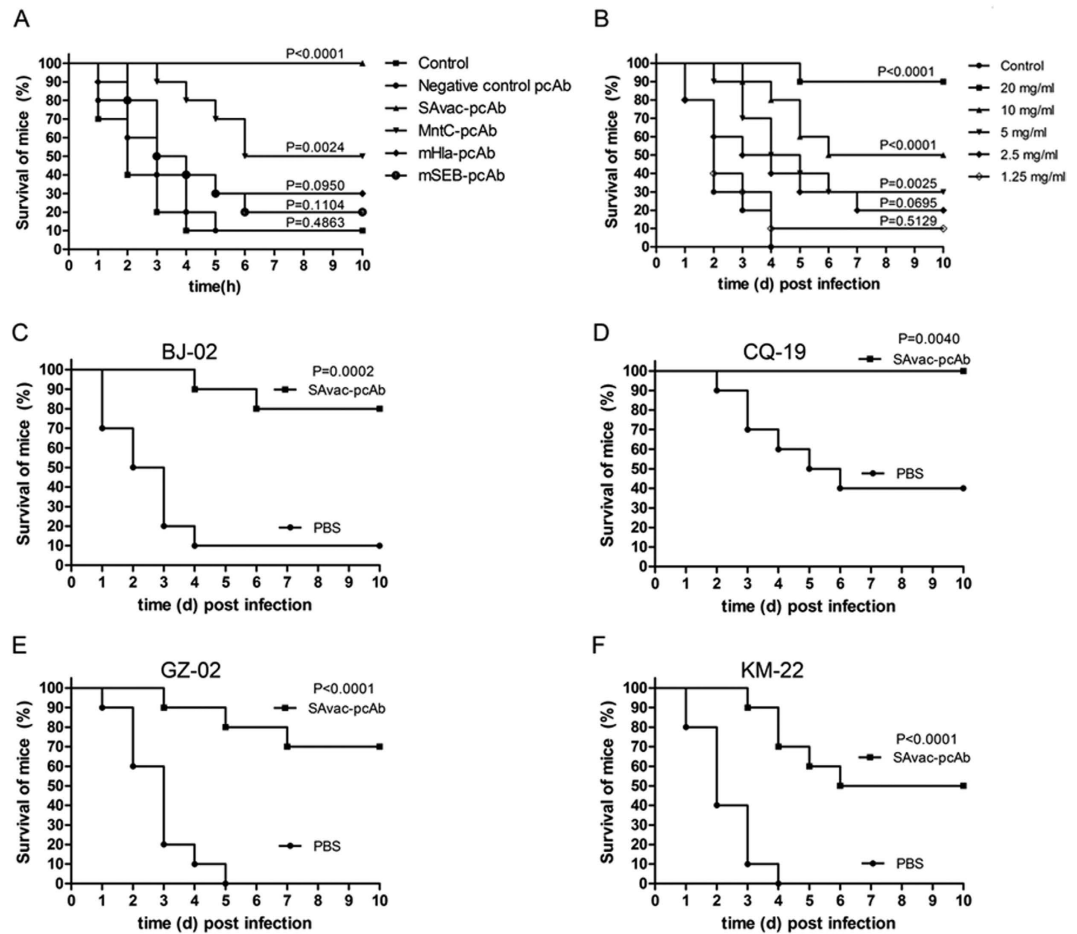 A
Survival of mice (%)
100
90
80
70
60
50
40
30
20
10
0
0 1 2 3 4 5 6 7 8 9 10
time(h)
P<0.0001
P=0.0024
P=0.0950
P=0.1104
P=0.4863
Control
Negative control pcAb
SAvac-pcAb
MntC-pcAb
mHla-pcAb
mSEB-pcAb
B
Survival of mice (%)
100
90
80
70
60
50
40
30
20
10
0
0 1 2 3 4 5 6 7 8 9 10
time (d) post infection
P<0.0001
P<0.0001
P=0.0025
P=0.0695
P=0.5129
Control
20 mg/ml
10 mg/ml
5 mg/ml
2.5 mg/ml
1.25 mg/ml
C
BJ-02
Survival of mice (%)
100
90
80
70
60
50
40
30
20
10
0
0 1 2 3 4 5 6 7 8 9 10
time (d) post infection
P=0.0002
SAvac-pcAb
PBS
D
CQ-19
Survival of mice (%)
100
90
80
70
60
50
40
30
20
10
0
0 1 2 3 4 5 6 7 8 9 10
time (d) post infection
P=0.0040
SAvac-pcAb
PBS
E
GZ-02
Survival of mice (%)
100
90
80
70
60
50
40
30
20
10
0
0 1 2 3 4 5 6 7 8 9 10
time (d) post infection
P<0.0001
SAvac-pcAb
PBS
F
KM-22
Survival of mice (%)
100
90
80
70
60
50
40
30
20
10
0
0 1 2 3 4 5 6 7 8 9 10
time (d) post infection
P<0.0001
SAvac-pcAb
PBS